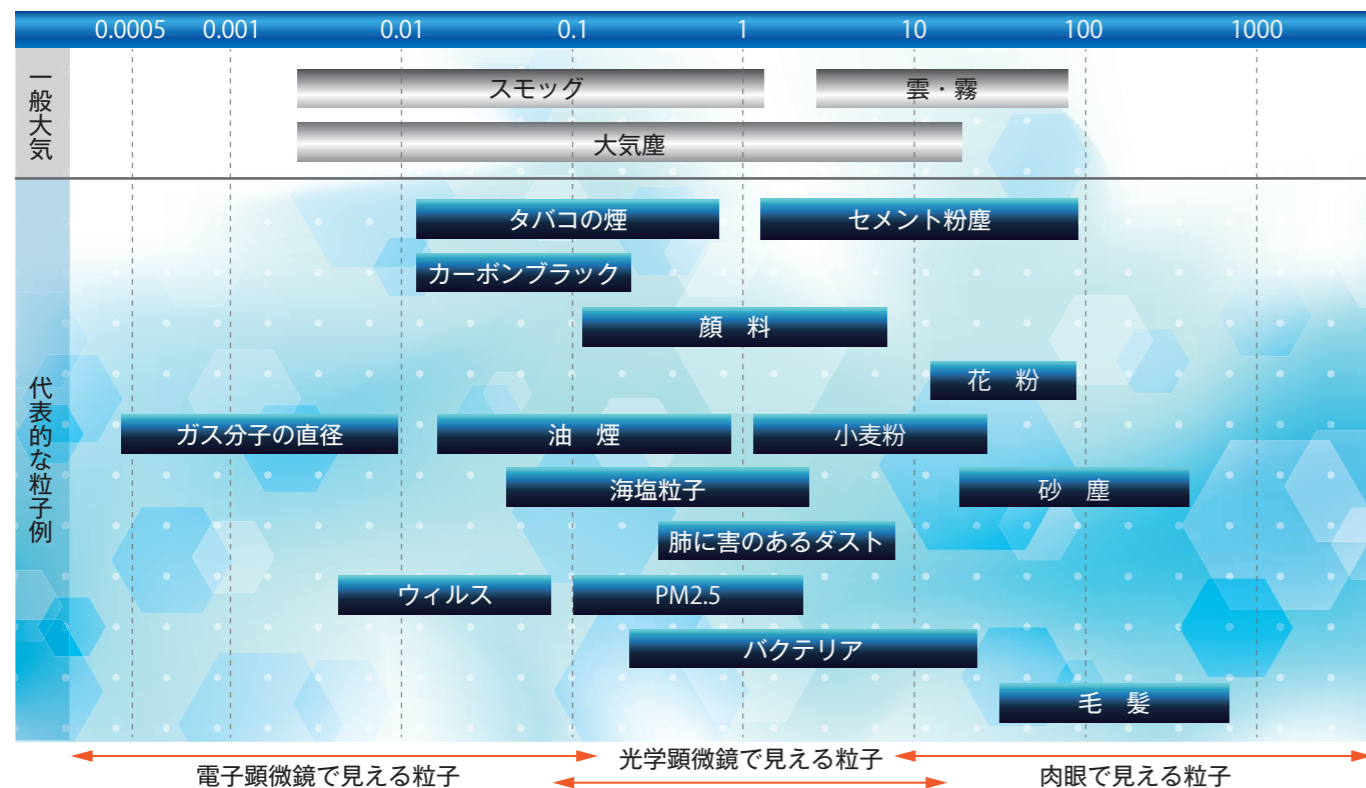 0.0005 0.001 0.01 0.1 1 10 100 1000
一般大気
スモッグ 雲・霧
大気塵
代表的な粒子例
タバコの煙 セメント粉塵
カーボンブラック
顔 料
花 粉
ガス分子の直径 油 煙 小麦粉
海塩粒子 砂 塵
肺に害のあるダスト
ウィルス PM2.5
バクテリア
毛 髪
電子顕微鏡で見える粒子 光学顕微鏡で見える粒子 肉眼で見える粒子